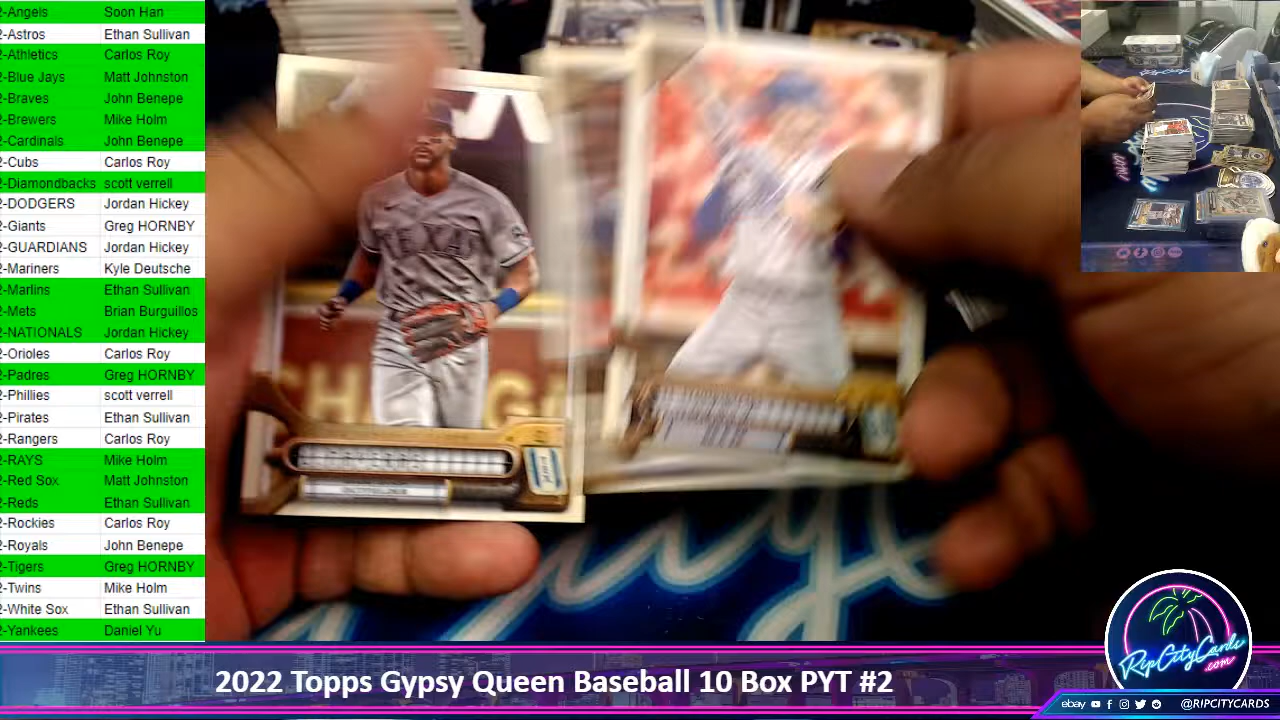 2-Angels Soon Han
2-Astros Ethan Sullivan
2-Athletics Carlos Roy
2-Blue Jays Matt Johnston
2-Braves John Benepe
2-Brewers Mike Holm
2-Cardinals John Benepe
2-Cubs Carlos Roy
2-Diamondbacks scott verrell
2-DODGERS Jordan Hickey
2-Giants Greg HORNBY
2-GUARDIANS Jordan Hickey
2-Mariners Kyle Deutsche
2-Marlins Ethan Sullivan
2-Mets Brian Burguillos
2-NATIONALS Jordan Hickey
2-Orioles Carlos Roy
2-Padres Greg HORNBY
2-Phillies scott verrell
2-Pirates Ethan Sullivan
2-Rangers Carlos Roy
2-RAYS Mike Holm
2-Red Sox Matt Johnston
2-Reds Ethan Sullivan
2-Rockies Carlos Roy
2-Royals John Benepe
2-Tigers Greg HORNBY
2-Twins Mike Holm
2-White Sox Ethan Sullivan
2-Yankees Daniel Yu
TEXAS
2022 Topps Gypsy Queen Baseball 10 Box PYT #2
RipCityCards
.com
ebay @RIPCITYCARDS